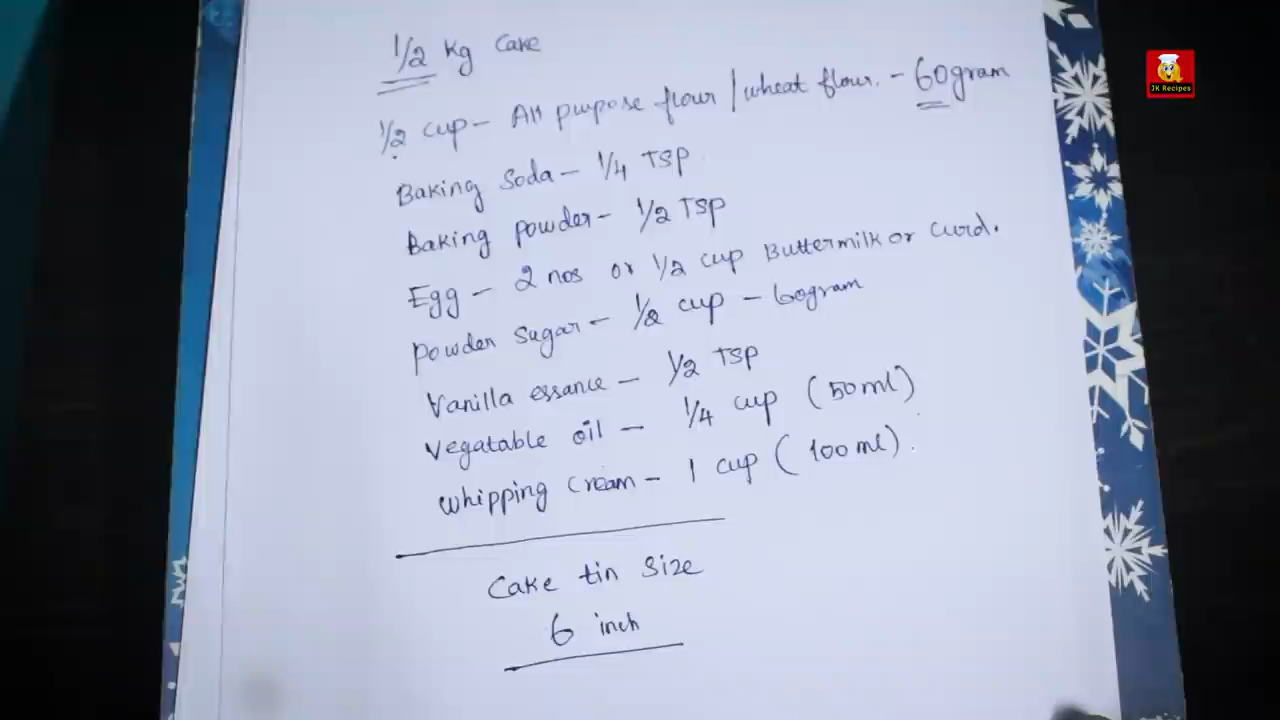 1/2 kg cake
1/2 cup - All purpose flour / wheat flour. - 60gram
Baking Soda - 1/4 TSP.
Baking powder - 1/2 TSP
Egg - 2 nos or 1/2 cup Buttermilk or curd.
powder sugar - 1/2 cup - 60gram
Vanilla essance - 1/2 TSP
Vegatable oil - 1/4 cup (50ml)
whipping cream - 1 cup (100ml).
Cake tin size
6 inch
JK Recipes